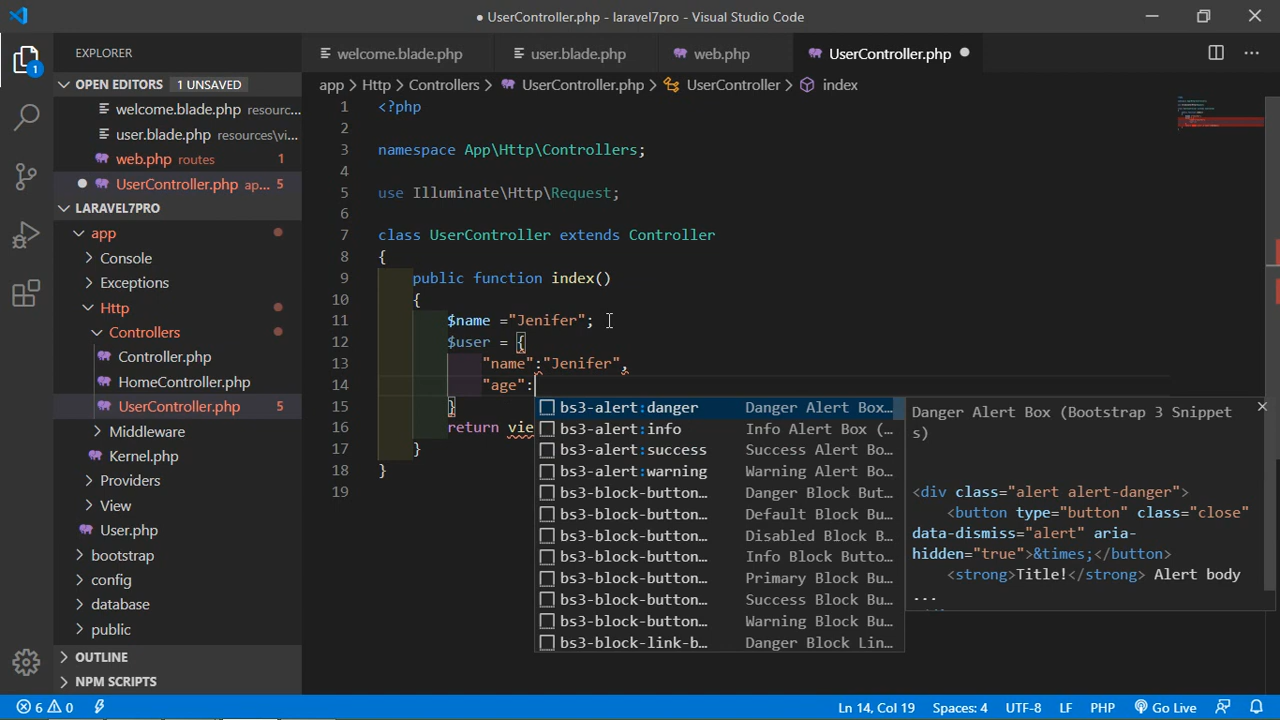 ● UserController.php - laravel7pro - Visual Studio Code
EXPLORER
welcome.blade.php
user.blade.php
web.php
UserController.php
1
OPEN EDITORS 1 UNSAVED
app > Http > Controllers > UserController.php > UserController > index
welcome.blade.php resourc...
user.blade.php resources\vi...
web.php routes 1
UserController.php ap... 5
LARAVEL7PRO
app
Console
Exceptions
Http
Controllers
Controller.php
HomeController.php
UserController.php 5
Middleware
Kernel.php
Providers
View
User.php
bootstrap
config
database
public
OUTLINE
NPM SCRIPTS
1 <?php
2
3 namespace App\Http\Controllers;
4
5 use Illuminate\Http\Request;
6
7 class UserController extends Controller
8 {
9 public function index()
10 {
11 $name ="Jenifer";
12 $user = {
13 "name":"Jenifer",
14 "age":
15 }
16 return vie
17 }
18 }
19
bs3-alert:danger Danger Alert Box…
bs3-alert:info Info Alert Box (…
bs3-alert:success Success Alert Bo…
bs3-alert:warning Warning Alert Bo…
bs3-block-button… Danger Block But…
bs3-block-button… Default Block Bu…
bs3-block-button… Disabled Block B…
bs3-block-button… Info Block Butto…
bs3-block-button… Primary Block Bu…
bs3-block-button… Success Block Bu…
bs3-block-button… Warning Block Bu…
bs3-block-link-b… Danger Block Lin…
Danger Alert Box (Bootstrap 3 Snippet
s)
<div class="alert alert-danger">
<button type="button" class="close"
data-dismiss="alert" aria-
hidden="true">&times;</button>
<strong>Title!</strong> Alert body
...
6 0
Ln 14, Col 19 Spaces: 4 UTF-8 LF PHP Go Live